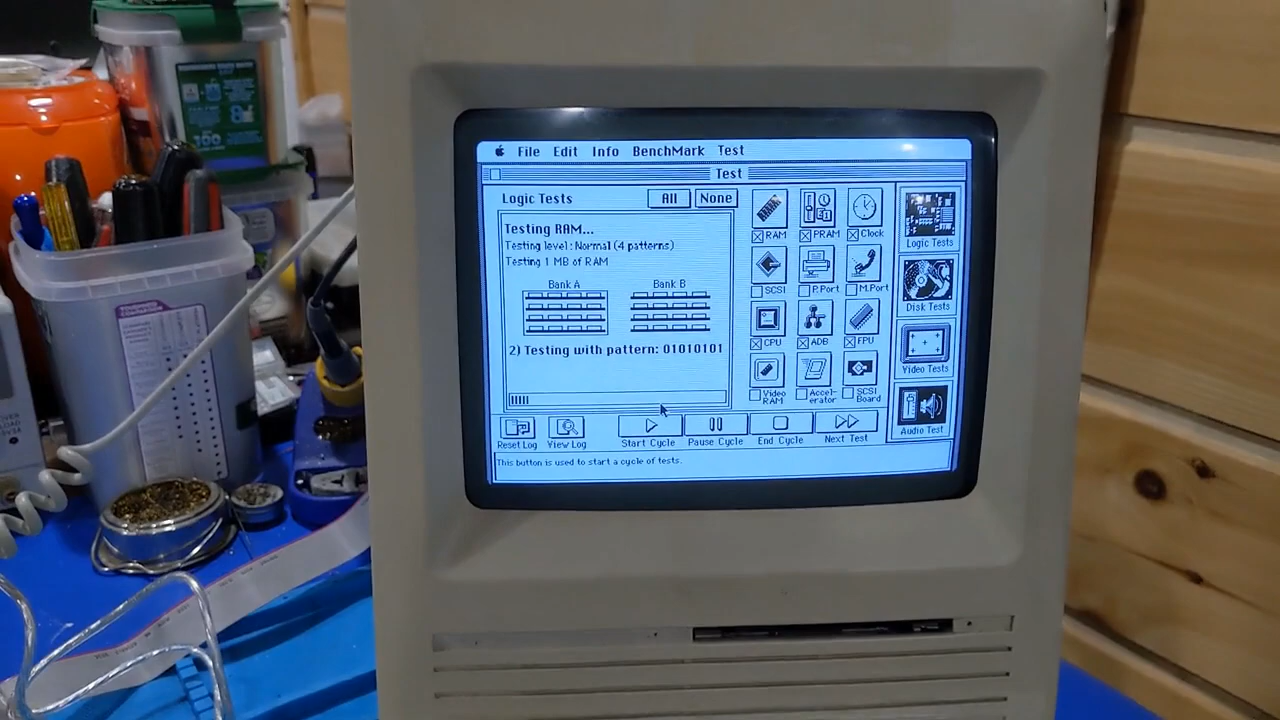 File Edit Info BenchMark Test
Test
Logic Tests
All
None
Testing RAM...
Testing level: Normal (4 patterns)
Testing 1 MB of RAM
Bank A
Bank B
2) Testing with pattern: 01010101
RAM
PRAM
Clock
SCSI
P.Port
M.Port
CPU
ADB
FPU
Video RAM
Accel-erator
SCSI Board
Logic Tests
Disk Tests
Video Tests
Audio Test
Reset Log
View Log
Start Cycle
Pause Cycle
End Cycle
Next Test
This button is used to start a cycle of tests.